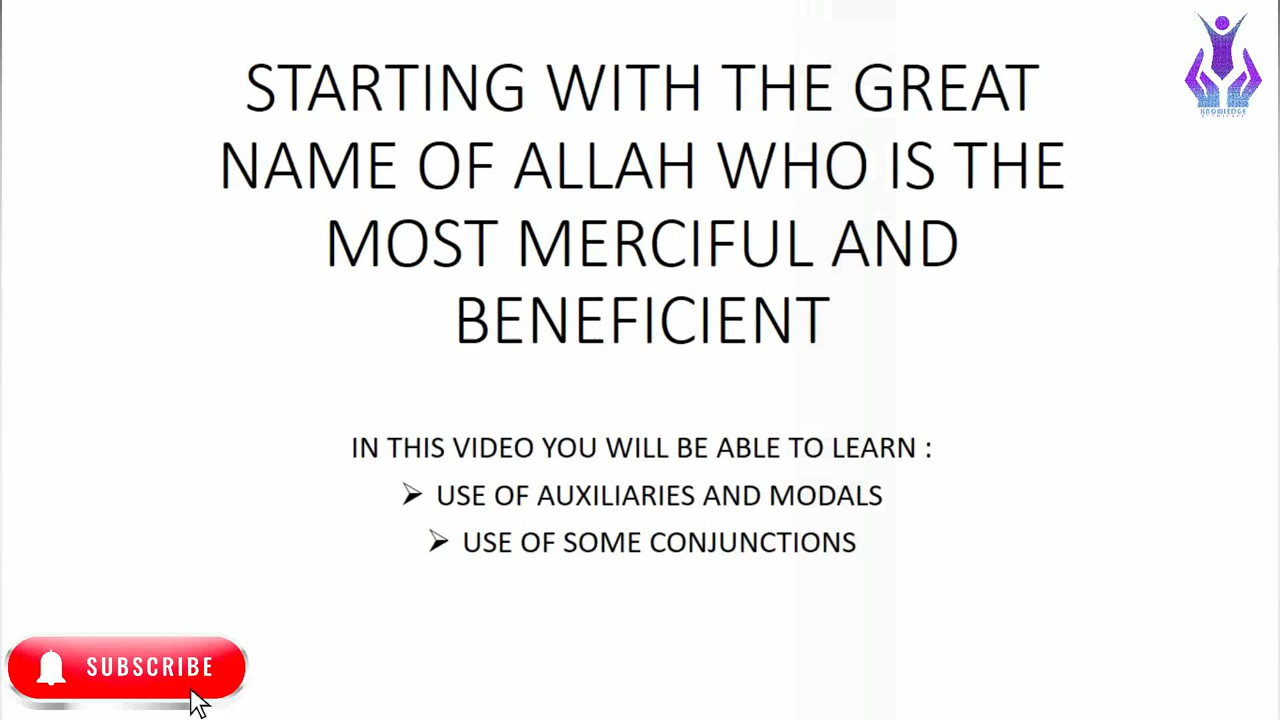 STARTING WITH THE GREAT
NAME OF ALLAH WHO IS THE
MOST MERCIFUL AND
BENEFICIENT
IN THIS VIDEO YOU WILL BE ABLE TO LEARN :
USE OF AUXILIARIES AND MODALS
USE OF SOME CONJUNCTIONS
KNOWLEDGE
SUBSCRIBE